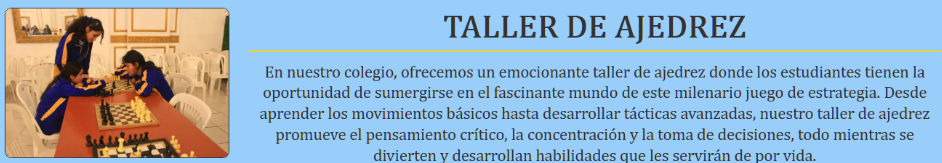 TALLER DE AJEDREZ
En nuestro colegio, ofrecemos un emocionante taller de ajedrez donde los estudiantes tienen la
oportunidad de sumergirse en el fascinante mundo de este milenario juego de estrategia. Desde
aprender los movimientos básicos hasta desarrollar tácticas avanzadas, nuestro taller de ajedrez
promueve el pensamiento crítico, la concentración y la toma de decisiones, todo mientras se
divierten y desarrollan habilidades que les servirán de por vida.